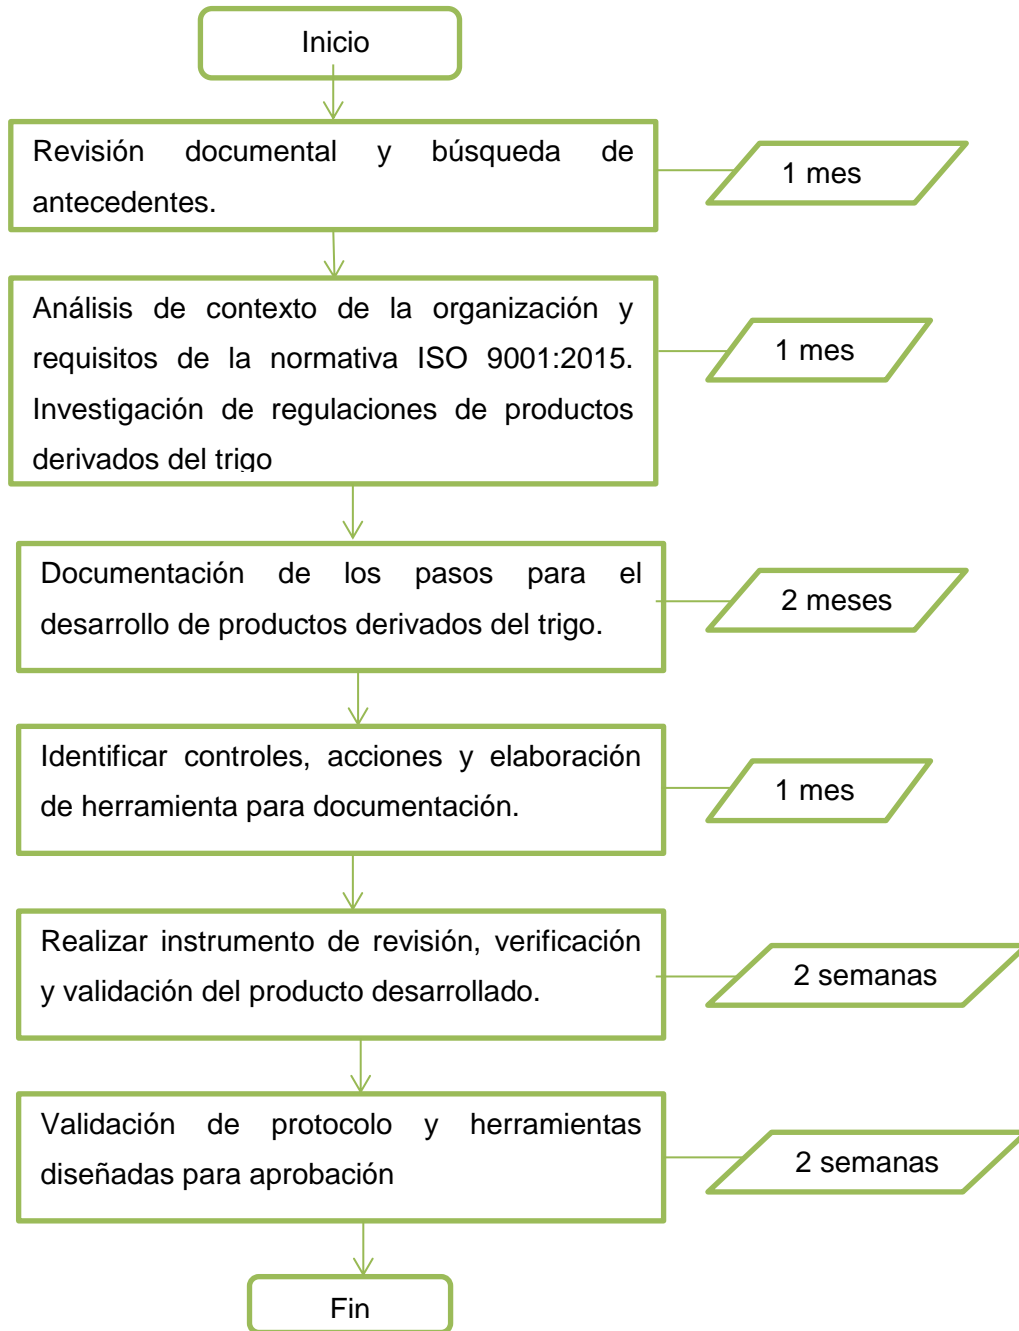 Inicio
Revisión documental y búsqueda de
antecedentes.
1 mes
Análisis de contexto de la organización y
requisitos de la normativa ISO 9001:2015.
Investigación de regulaciones de productos
derivados del trigo
1 mes
Documentación de los pasos para el
desarrollo de productos derivados del trigo.
2 meses
Identificar controles, acciones y elaboración
de herramienta para documentación.
1 mes
Realizar instrumento de revisión, verificación
y validación del producto desarrollado.
2 semanas
Validación de protocolo y herramientas
diseñadas para aprobación
2 semanas
Fin